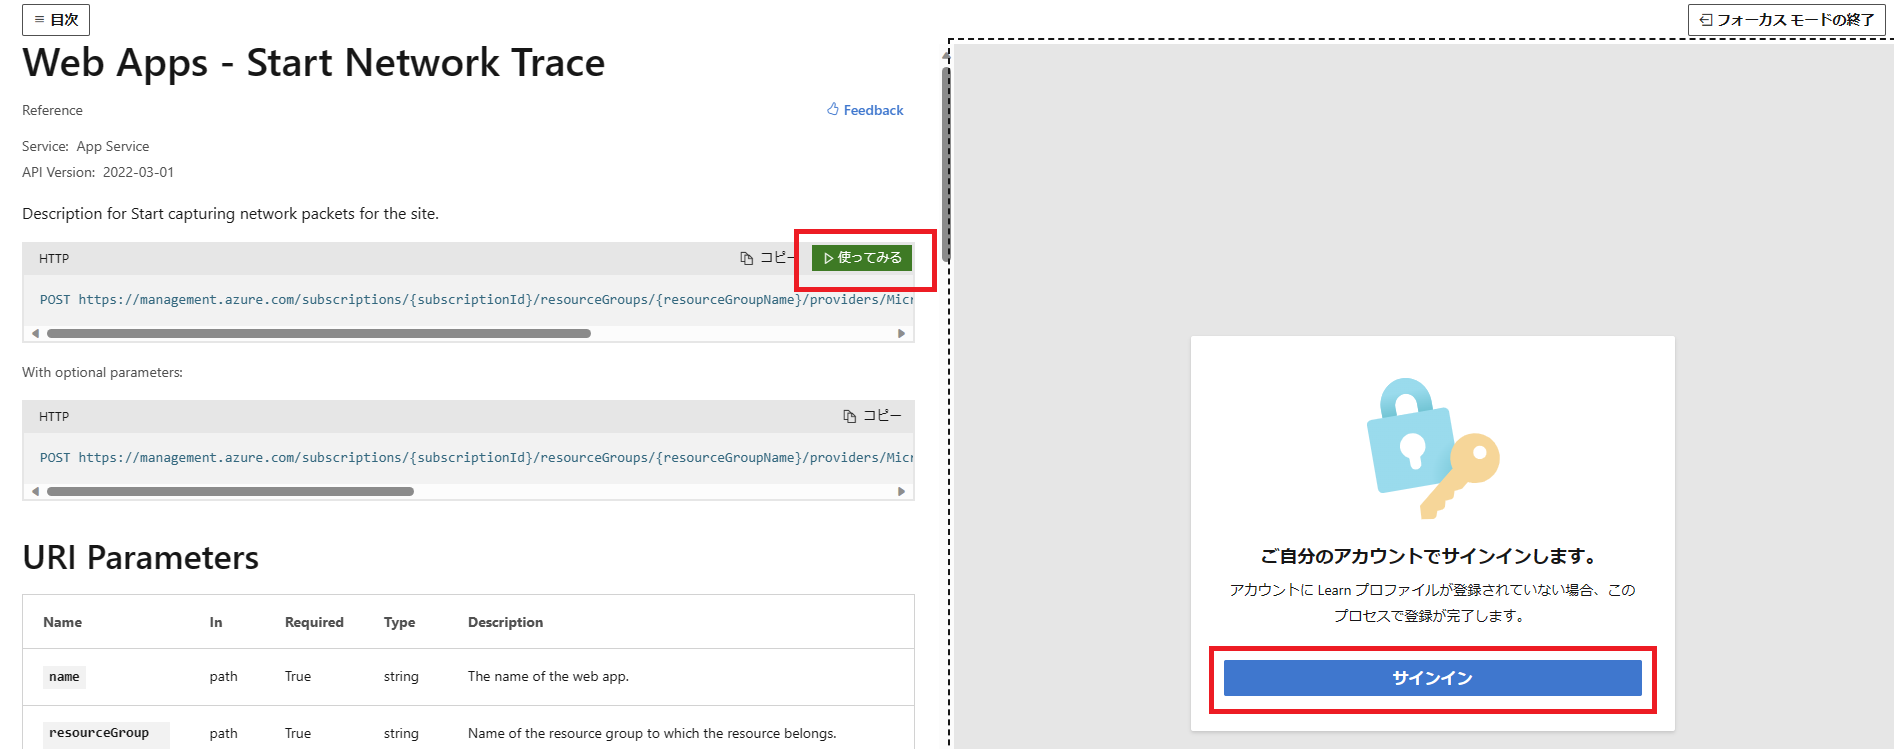 目次
フォーカス モードの終了
Web Apps - Start Network Trace
Reference
Feedback
Service: App Service
API Version: 2022-03-01
Description for Start capturing network packets for the site.
HTTP
コピー
使ってみる
POST https://management.azure.com/subscriptions/{subscriptionId}/resourceGroups/{resourceGroupName}/providers/Micr
With optional parameters:
HTTP
コピー
POST https://management.azure.com/subscriptions/{subscriptionId}/resourceGroups/{resourceGroupName}/providers/Micr
URI Parameters
Name In Required Type Description
name path True string The name of the web app.
resourceGroup path True string Name of the resource group to which the resource belongs.
ご自分のアカウントでサインインします。
アカウントに Learn プロファイルが登録されていない場合、この
プロセスで登録が完了します。
サインイン